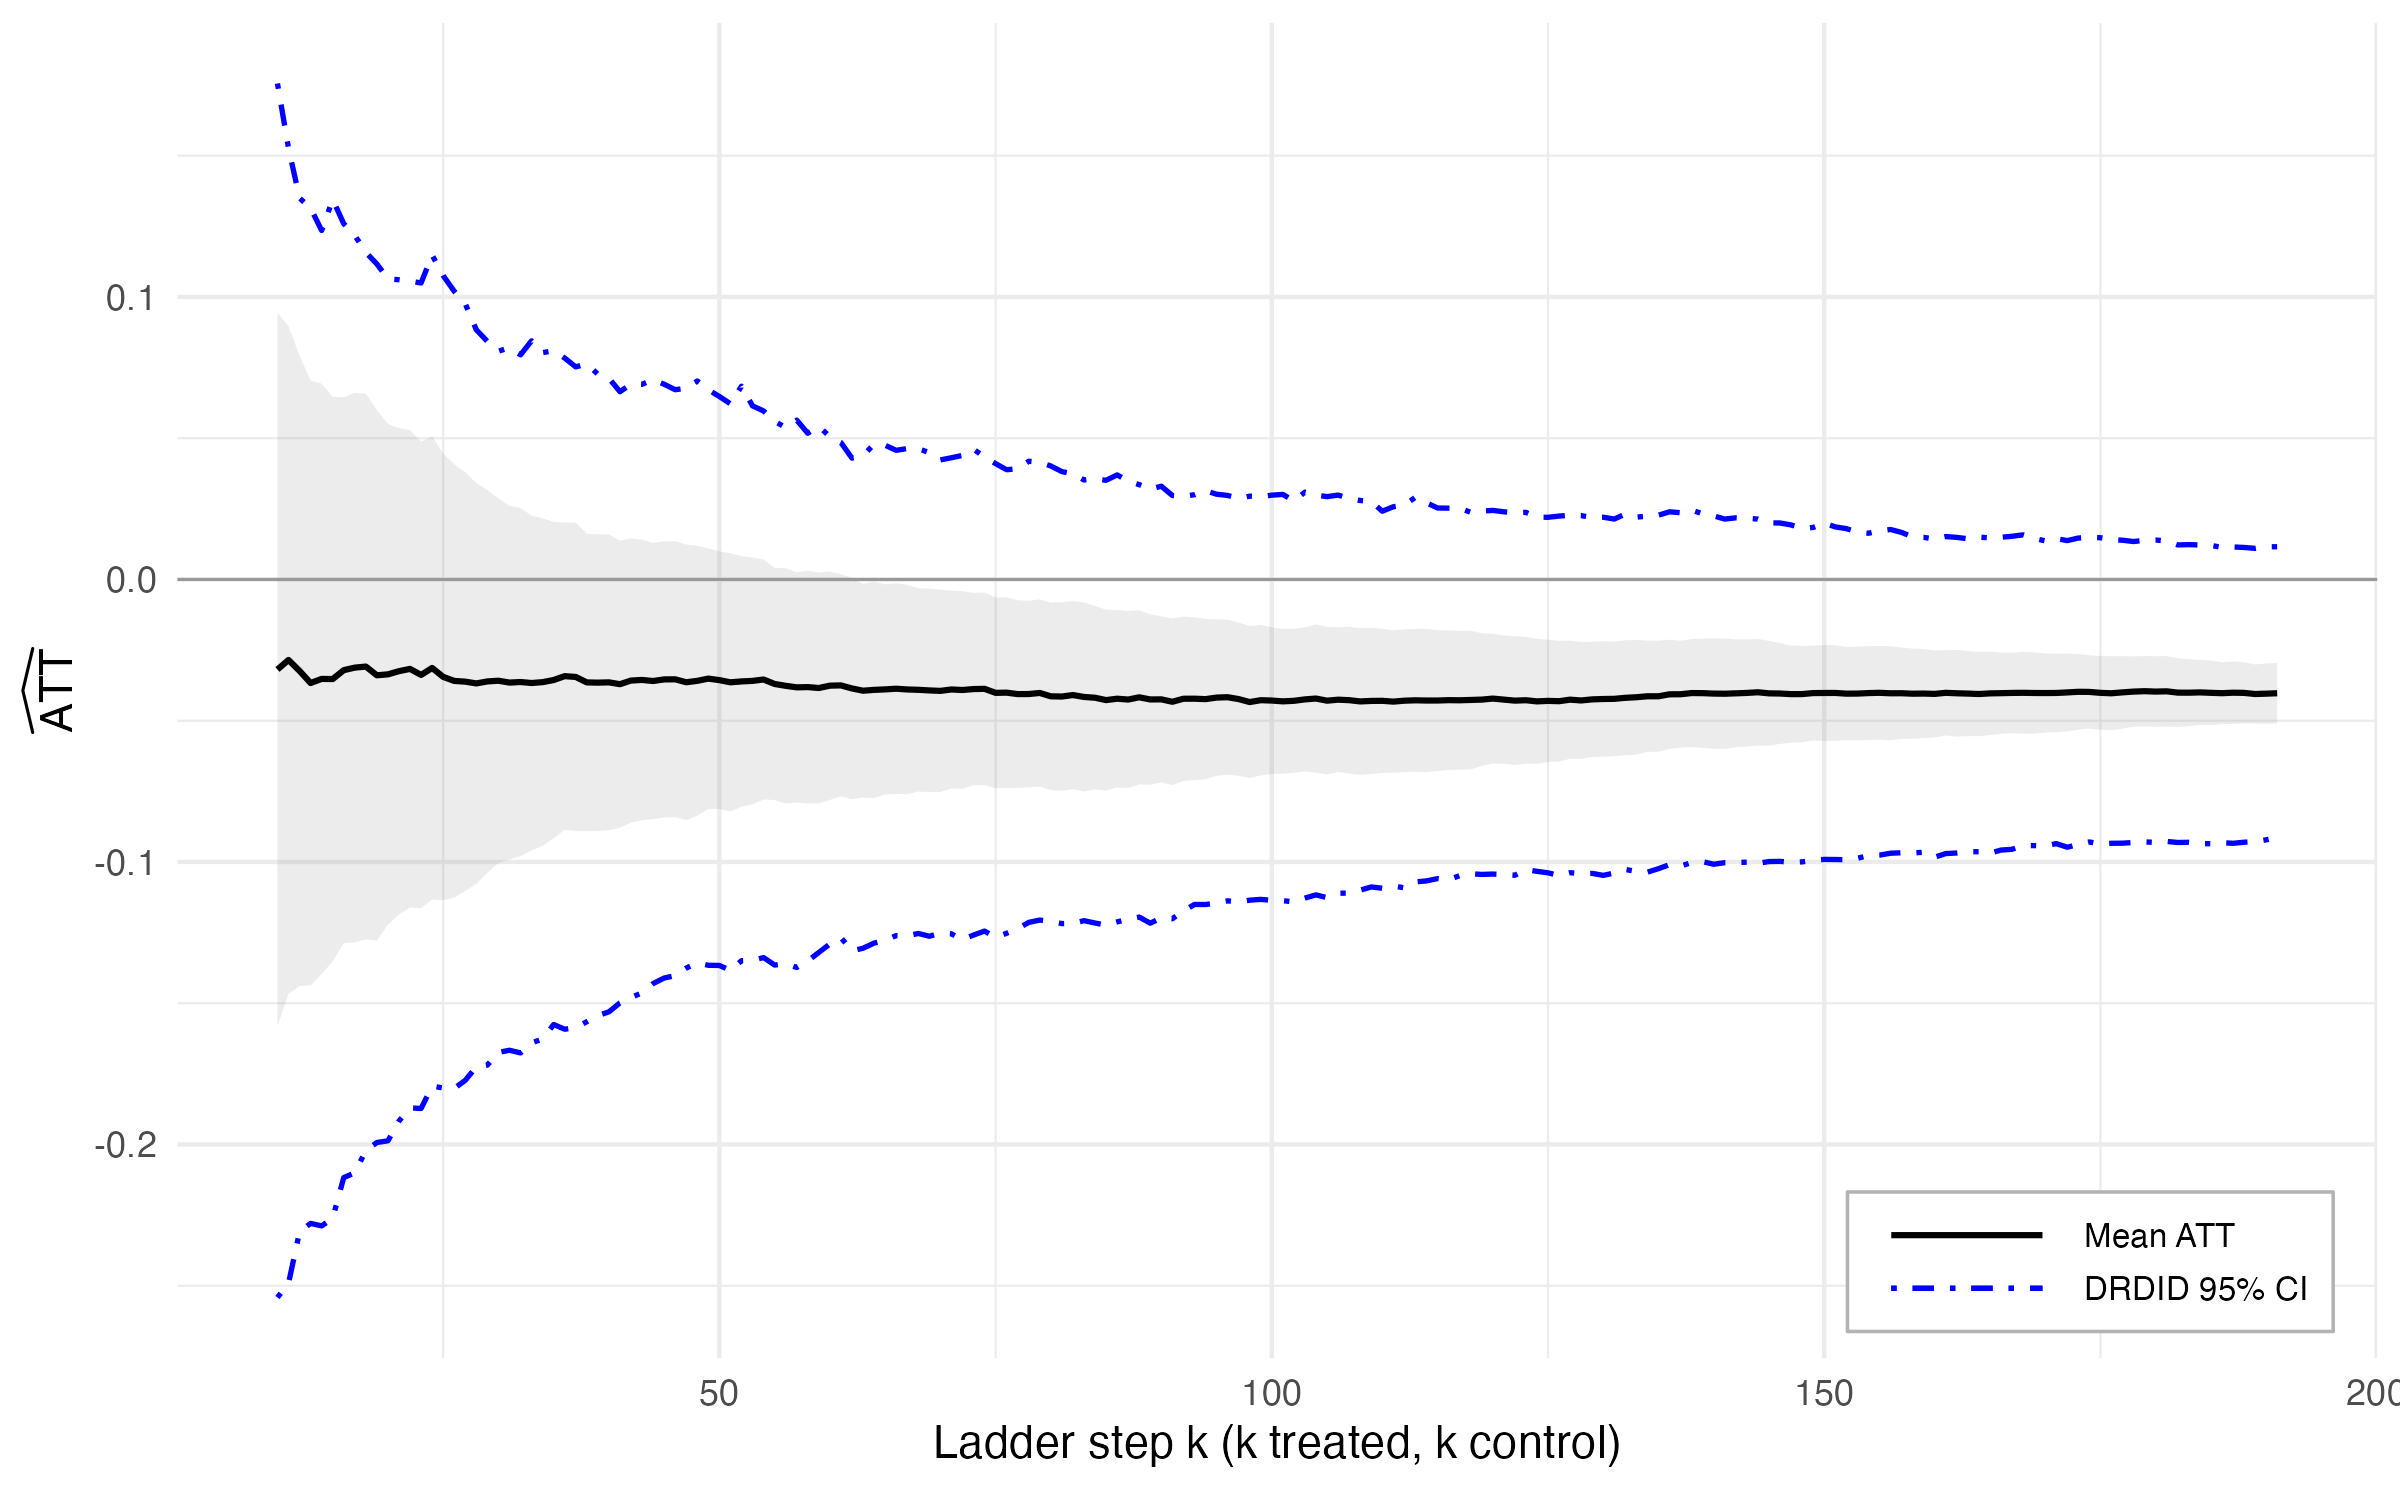 0.1
0.0
-0.1
-0.2
ATT
Mean ATT
DRDID 95% CI
50 100 150 200
Ladder step k (k treated, k control)